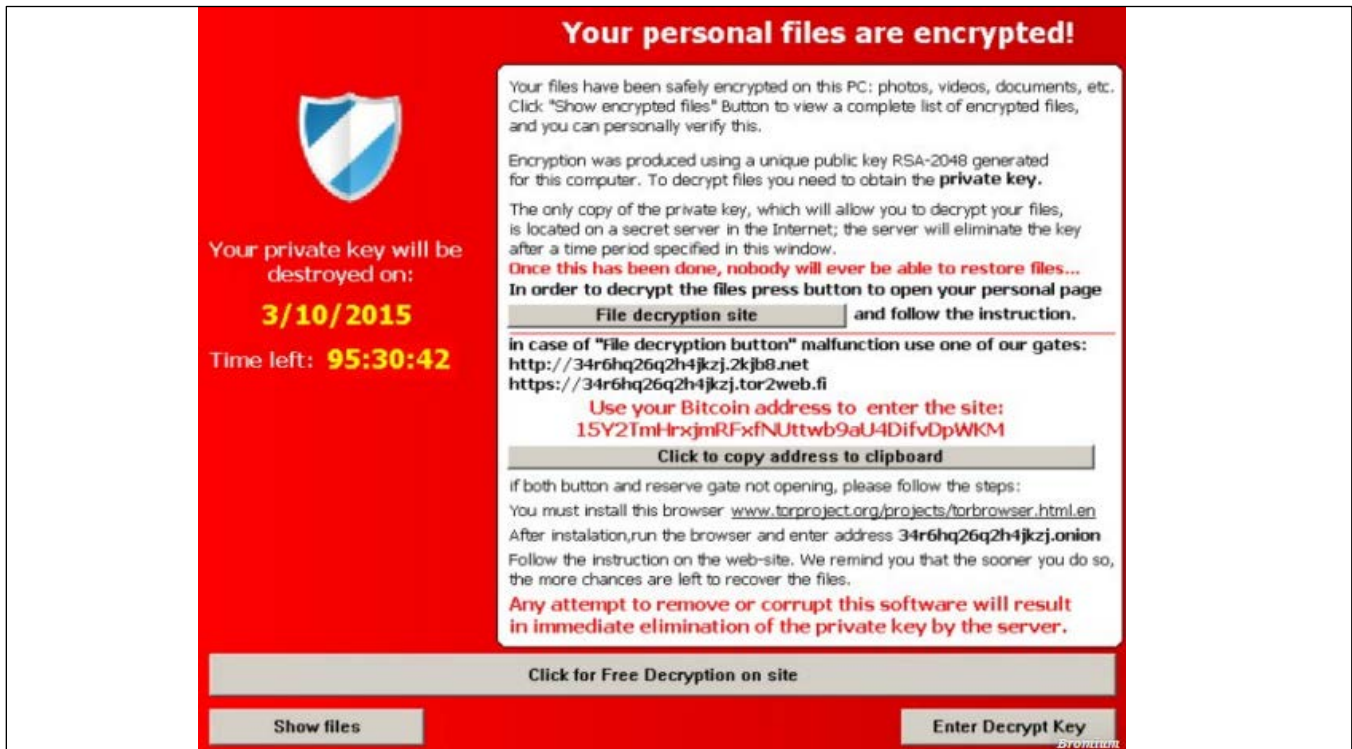 Your personal files are encrypted!
Your files have been safely encrypted on this PC: photos, videos, documents, etc.
Click "Show encrypted files" Button to view a complete list of encrypted files,
and you can personally verify this.
Encryption was produced using a unique public key RSA-2048 generated
for this computer. To decrypt files you need to obtain the private key.
The only copy of the private key, which will allow you to decrypt your files,
is located on a secret server in the Internet; the server will eliminate the key
after a time period specified in this window.
Once this has been done, nobody will ever be able to restore files...
In order to decrypt the files press button to open your personal page
File decryption site and follow the instruction.
in case of "File decryption button" malfunction use one of our gates:
http://34r6hq26q2h4jkzj.2kjb8.net
https://34r6hq26q2h4jkzj.tor2web.fi
Use your Bitcoin address to enter the site:
15Y2TmHrxjmRFxfNUttwb9aU4DifvDpWKM
Click to copy address to clipboard
if both button and reserve gate not opening, please follow the steps:
You must install this browser www.torproject.org/projects/torbrowser.html.en
After instalation,run the browser and enter address 34r6hq26q2h4jkzj.onion
Follow the instruction on the web-site. We remind you that the sooner you do so,
the more chances are left to recover the files.
Any attempt to remove or corrupt this software will result
in immediate elimination of the private key by the server.
Your private key will be
destroyed on:
3/10/2015
Time left: 95:30:42
Click for Free Decryption on site
Show files
Enter Decrypt Key
Bromium